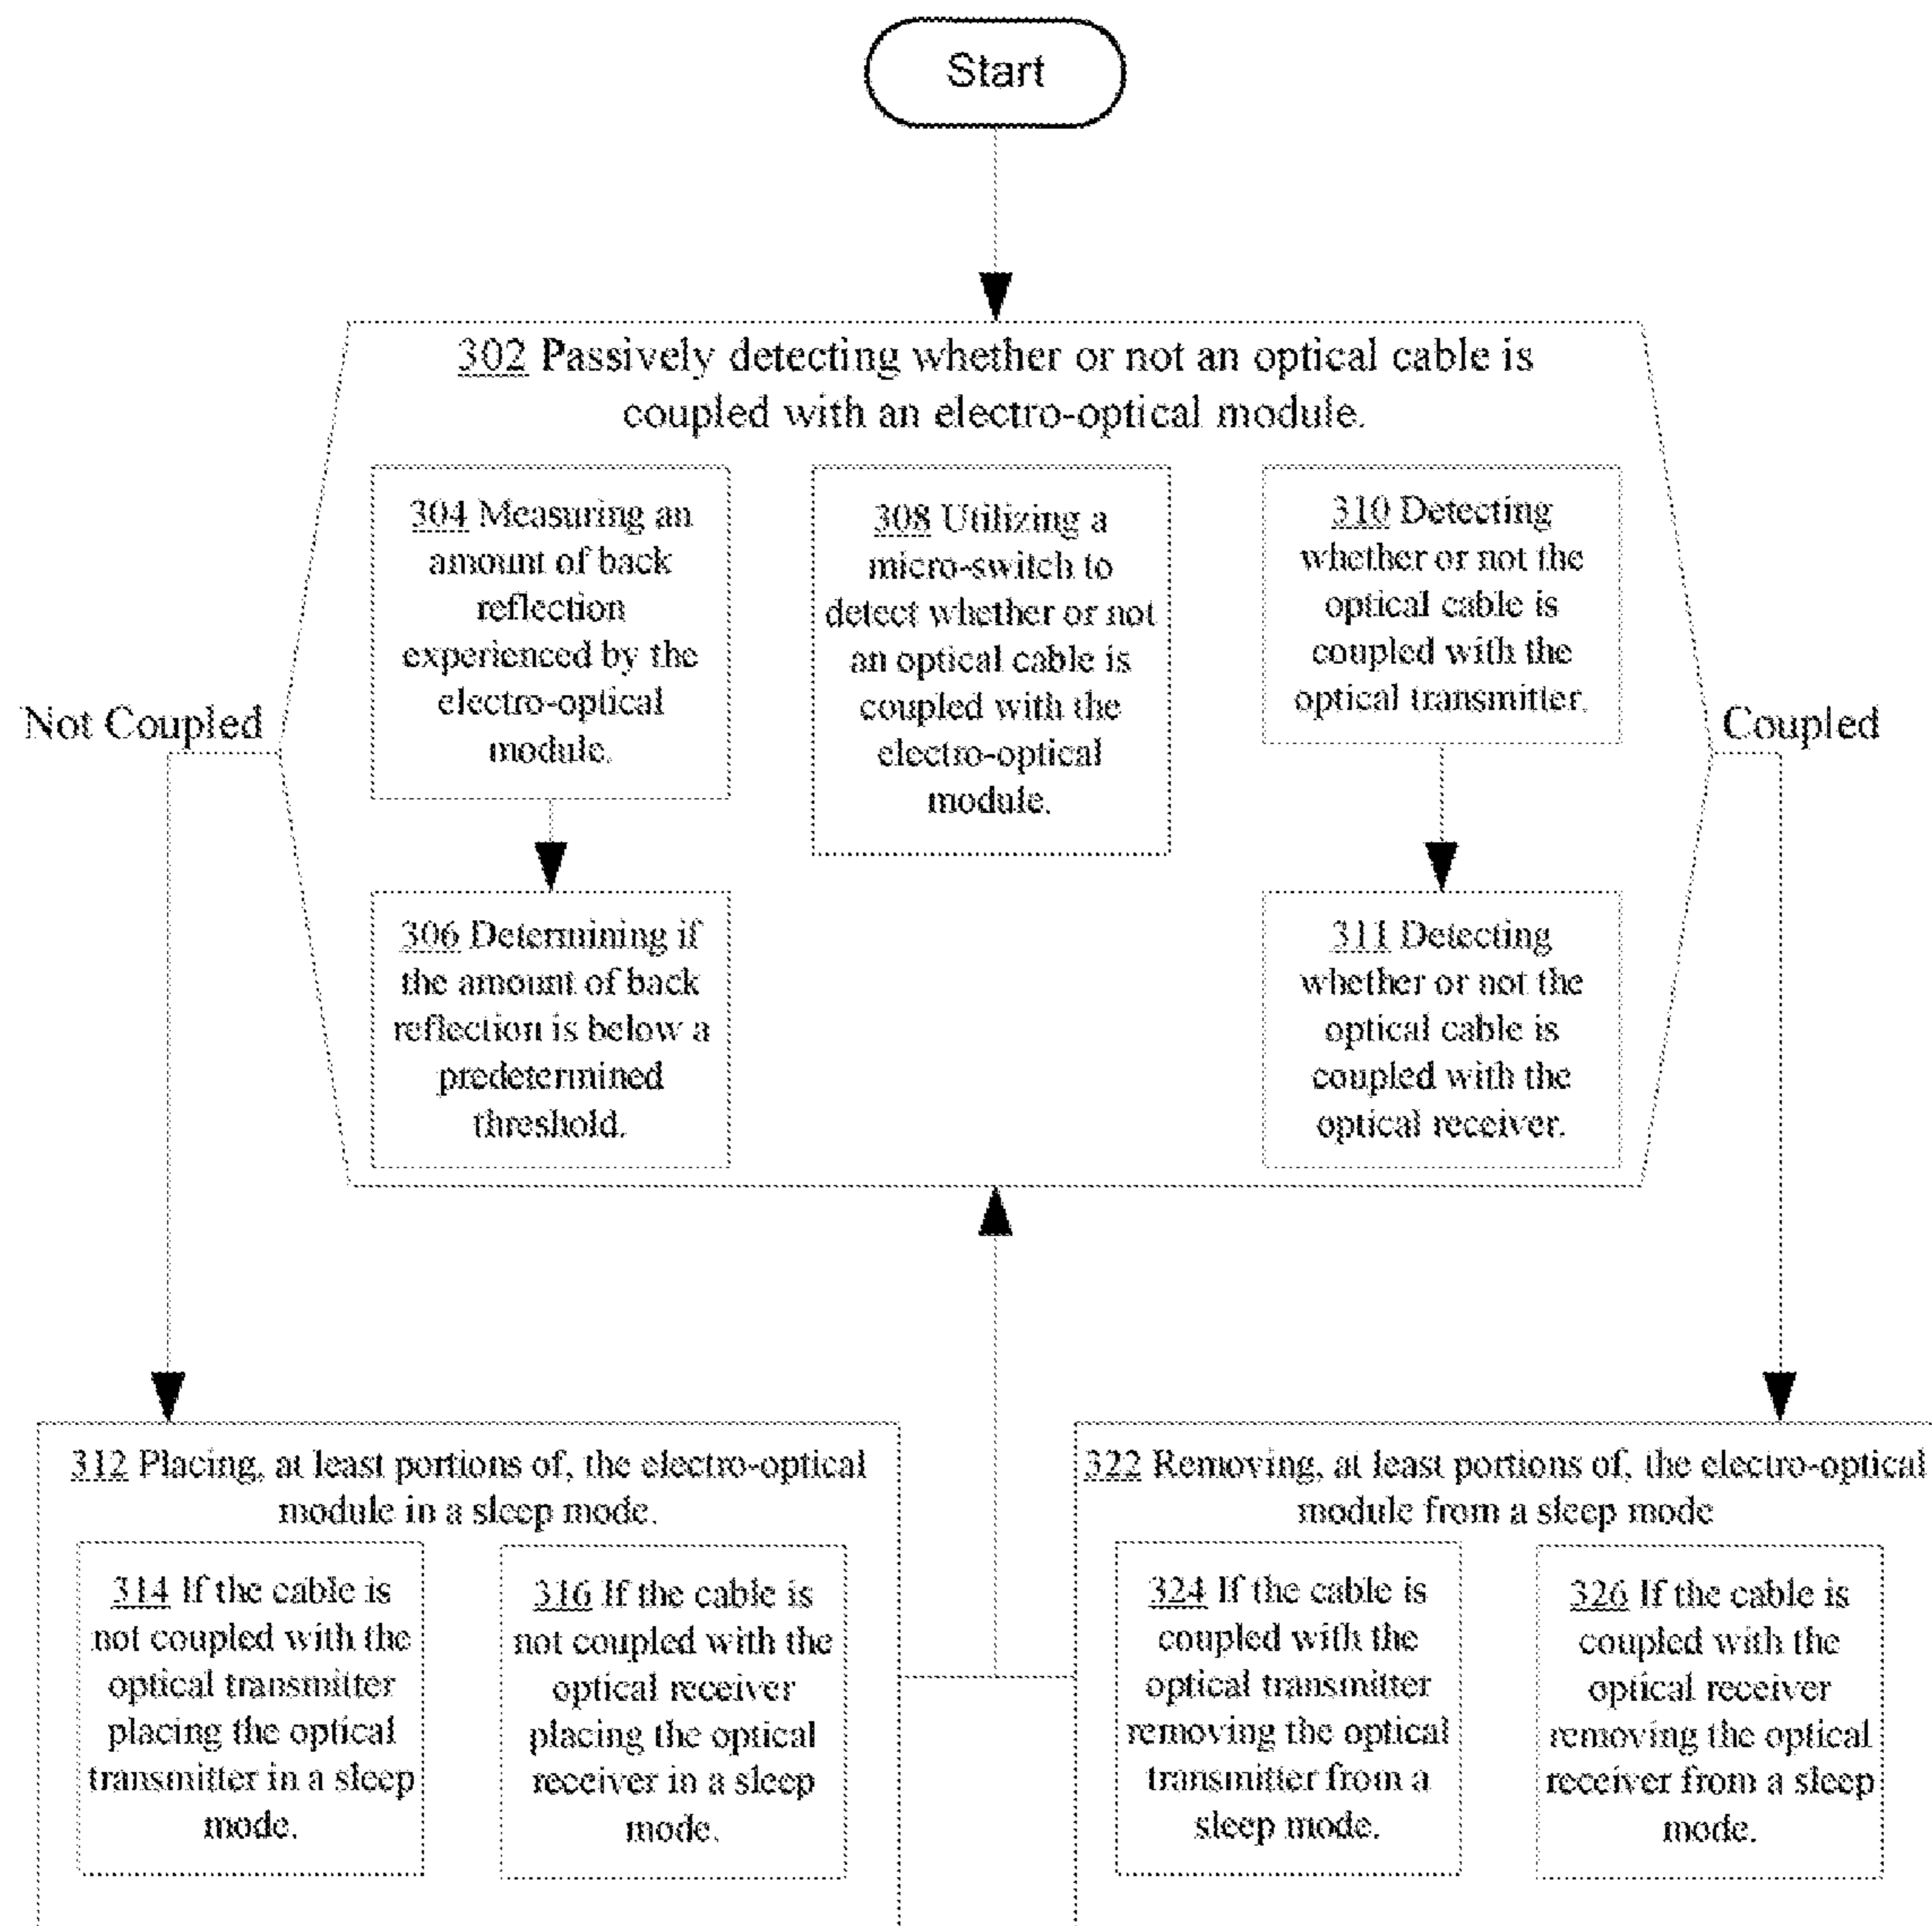 Start
302 Passively detecting whether or not an optical cable is
coupled with an electro-optical module.
304 Measuring an
amount of back
reflection
experienced by the
electro-optical
module.
308 Utilizing a
micro-switch to
detect whether or not
an optical cable is
coupled with the
electro-optical
module.
310 Detecting
whether or not the
optical cable is
coupled with the
optical transmitter.
Not Coupled
Coupled
306 Determining if
the amount of back
reflection is below a
predetermined
threshold.
311 Detecting
whether or not the
optical cable is
coupled with the
optical receiver.
312 Placing, at least portions of, the electro-optical
module in a sleep mode.
314 If the cable is
not coupled with the
optical transmitter
placing the optical
transmitter in a sleep
mode.
316 If the cable is
not coupled with the
optical receiver
placing the optical
receiver in a sleep
mode.
322 Removing, at least portions of, the electro-optical
module from a sleep mode
324 If the cable is
coupled with the
optical transmitter
removing the optical
transmitter from a
sleep mode.
326 If the cable is
coupled with the
optical receiver
removing the optical
receiver from a sleep
mode.